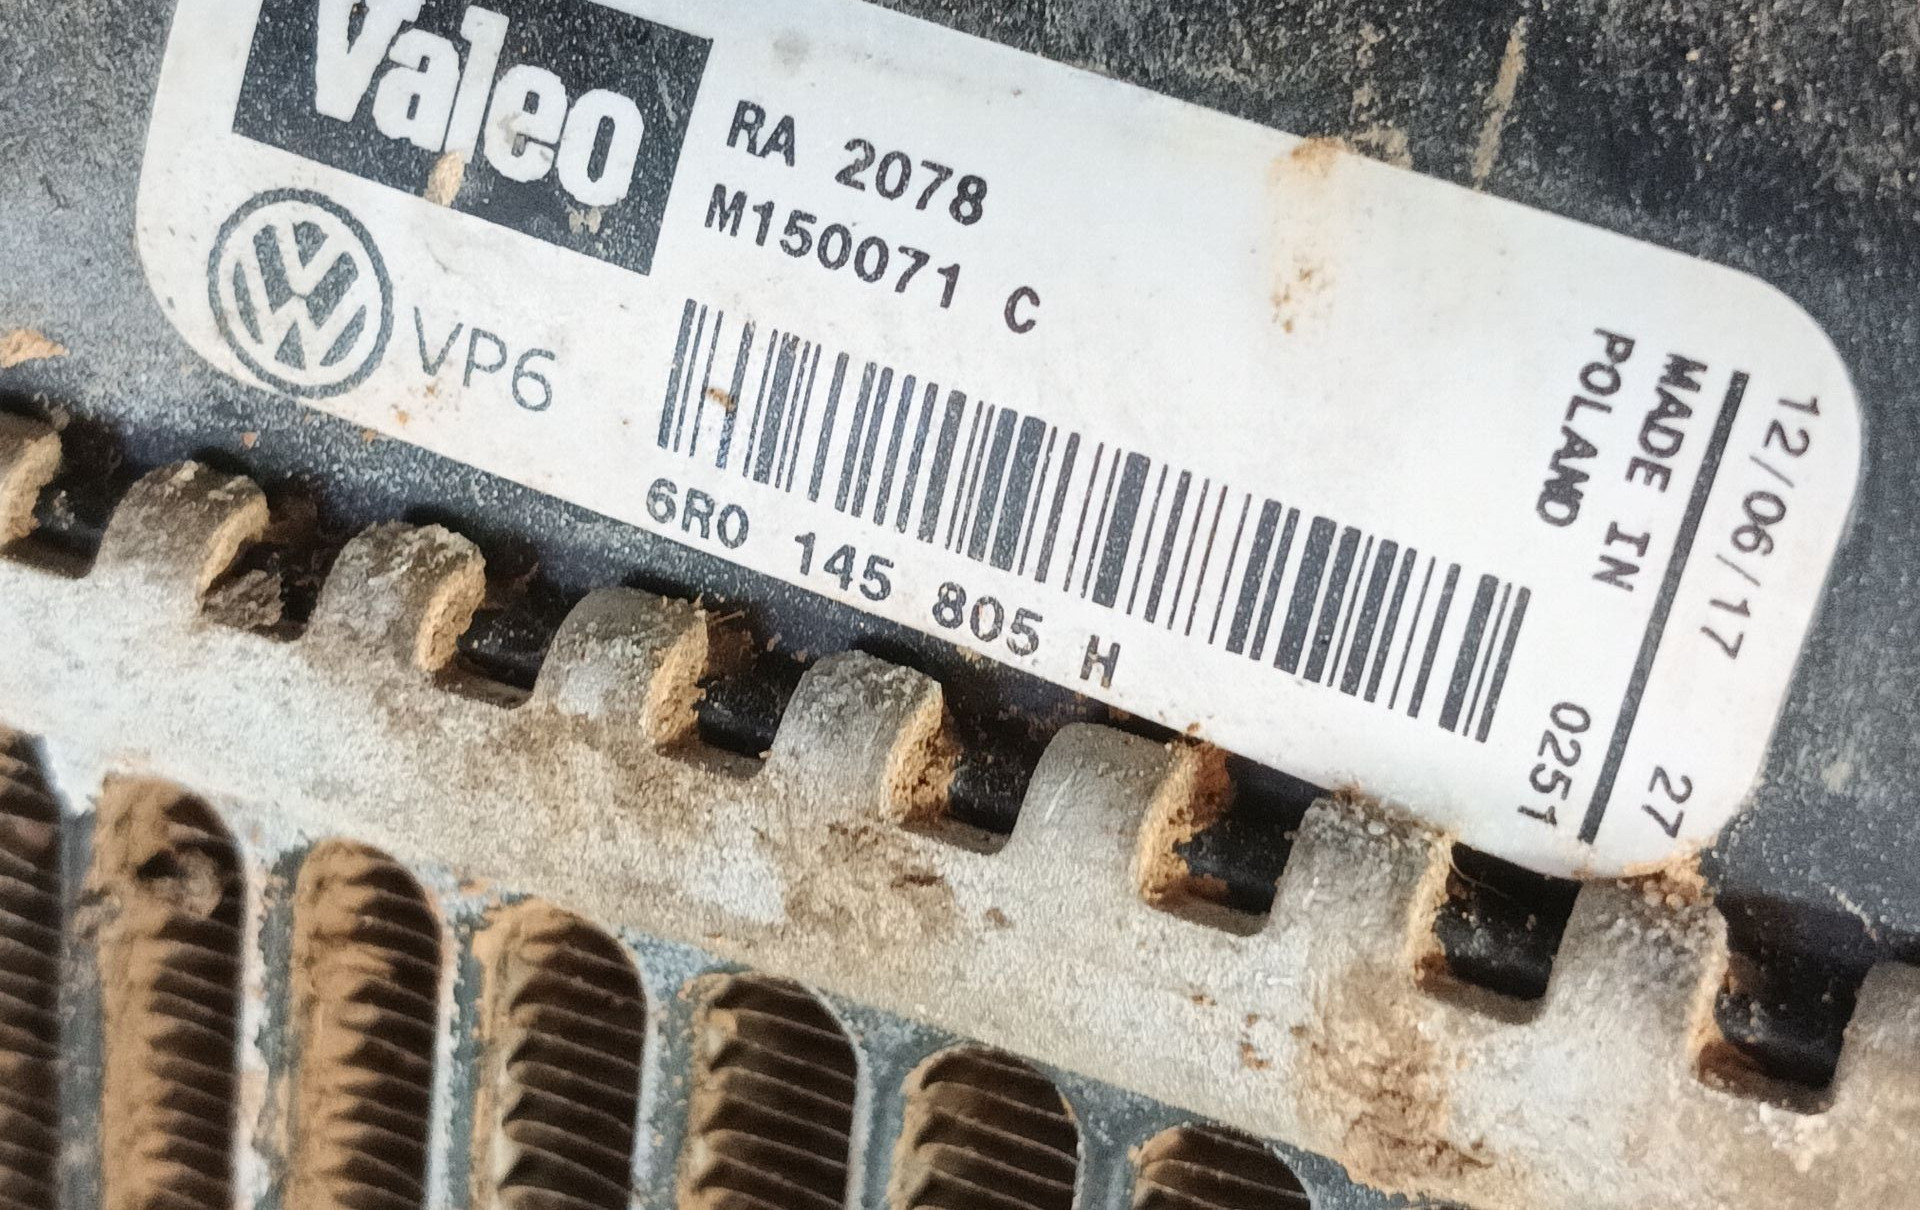 Valeo
RA 2078
M150071 C
VP6
6R0 145 805 H
MADE IN
POLAND
0251
12/06/17 27